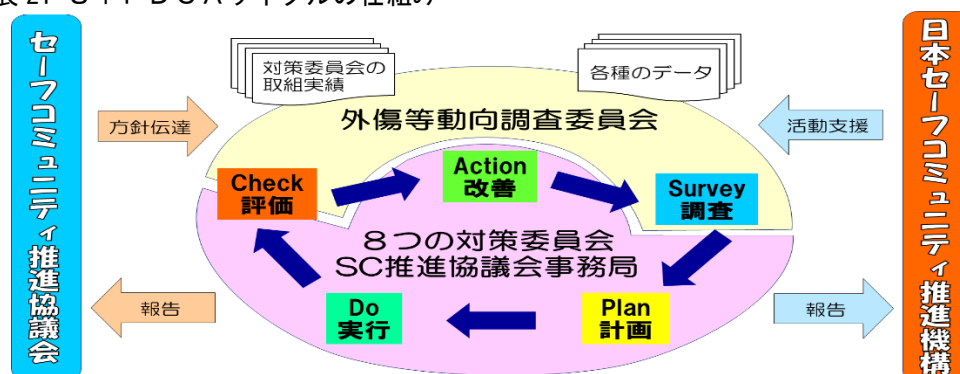 表21 S＋PDCAサイクルの仕組み
セーフコミュニティ推進協議会
日本セーフコミュニティ推進機構
対策委員会の
取組実績
各種のデータ
方針伝達
外傷等動向調査委員会
活動支援
Action
改善
Check
評価
Survey
調査
8つの対策委員会
SC推進協議会事務局
報告
Do
実行
Plan
計画
報告